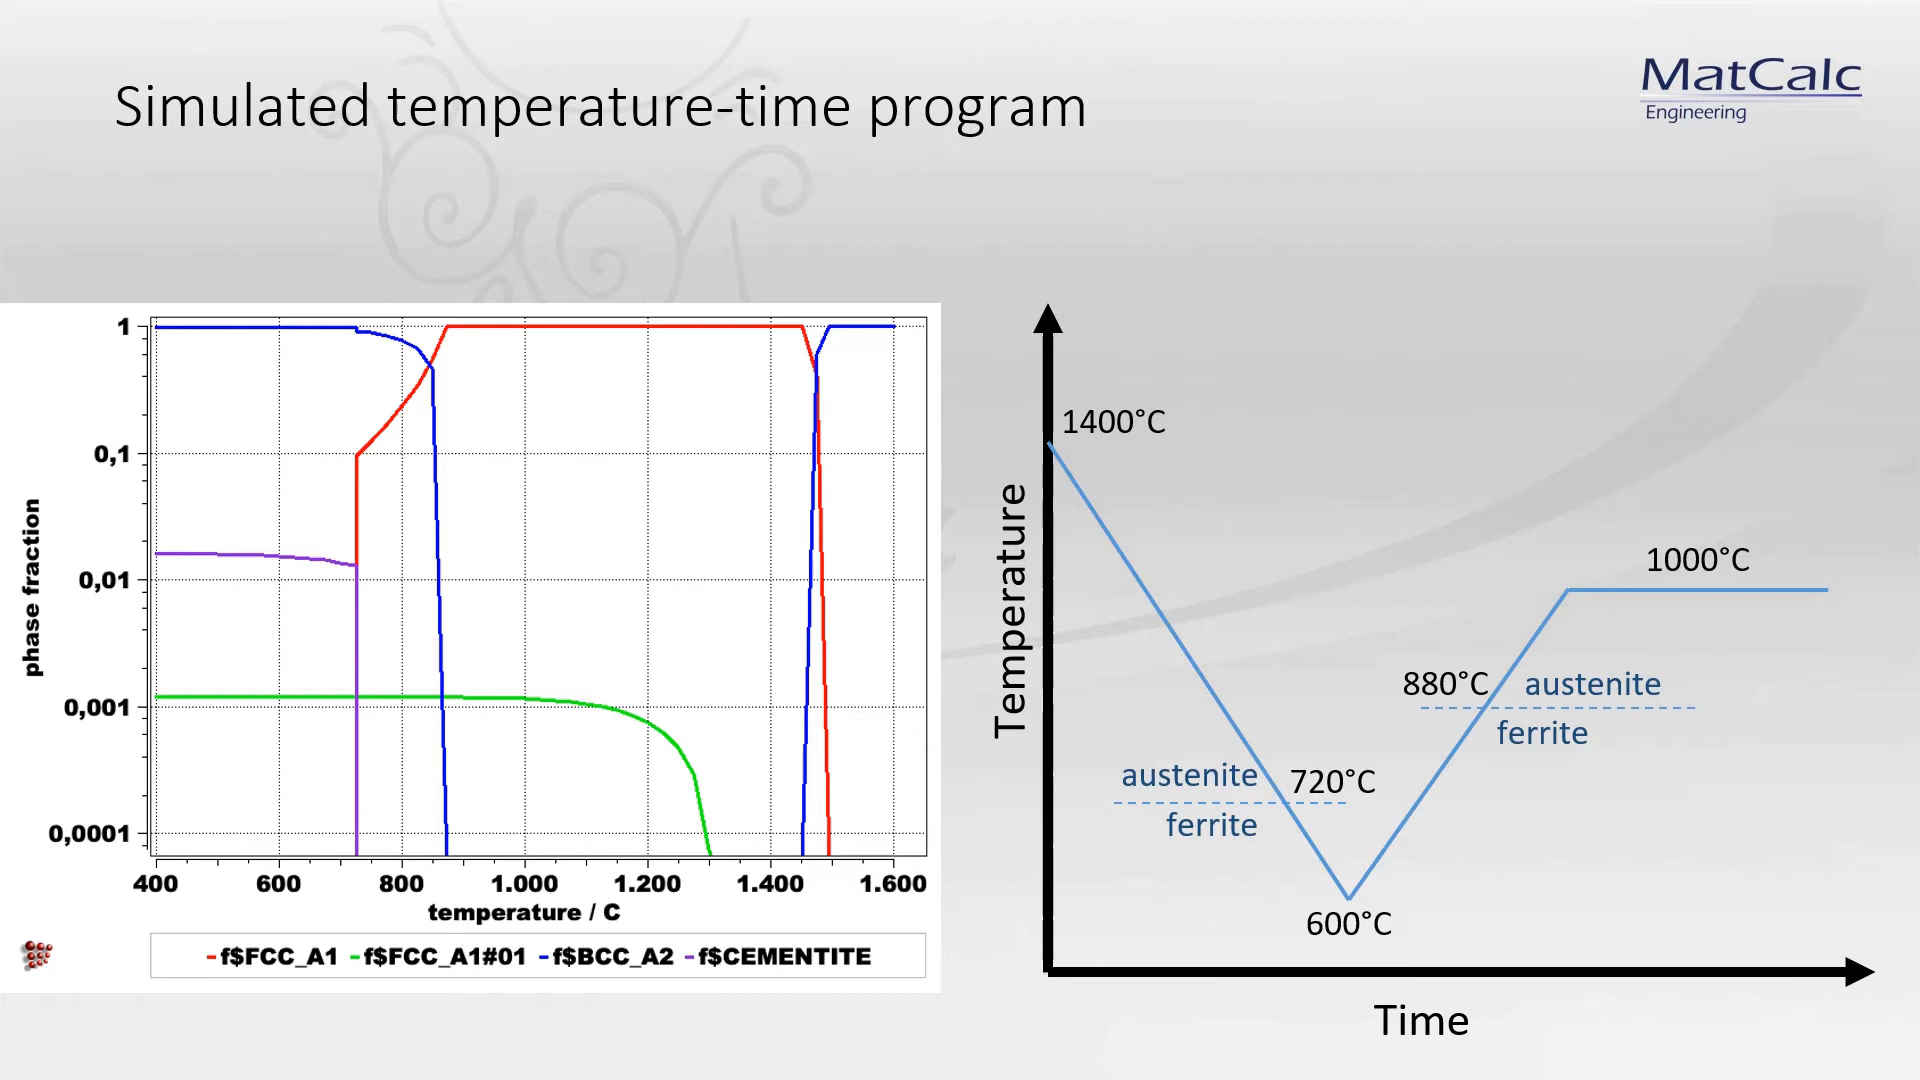 Simulated temperature-time program
MatCalc
Engineering
1
0,1
0,01
0,001
0,0001
phase fraction
400 600 800 1.000 1.200 1.400 1.600
temperature / C
f$FCC_A1 f$FCC_A1#01 f$BCC_A2 f$CEMENTITE
Temperature
1400°C
1000°C
880°C austenite
ferrite
austenite 720°C
ferrite
600°C
Time